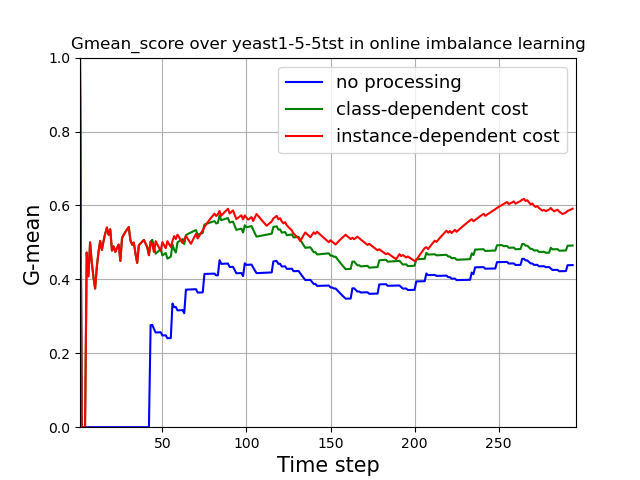 Gmean_score over yeast1-5-5tst in online imbalance learning
1.0
0.8
0.6
0.4
0.2
0.0
G-mean
no processing
class-dependent cost
instance-dependent cost
50 100 150 200 250
Time step